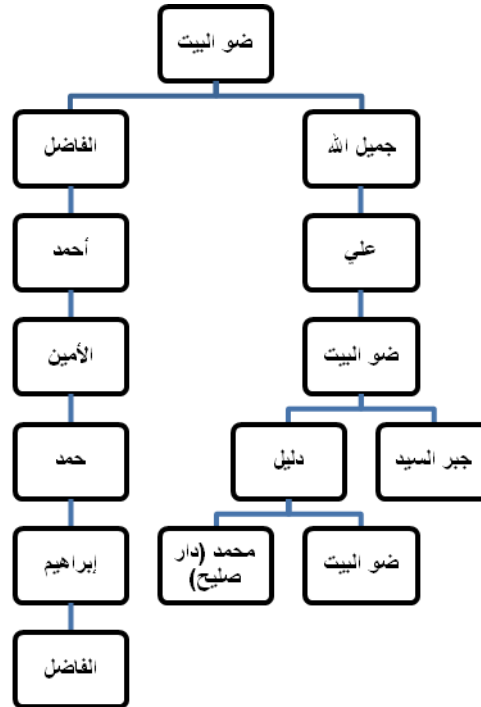 ضو البيت
جميل الله
الفاضل
علي
أحمد
ضو البيت
الأمين
جبر السيد
دليل
حمد
ضو البيت
محمد (دار
صليح)
إبراهيم
الفاضل